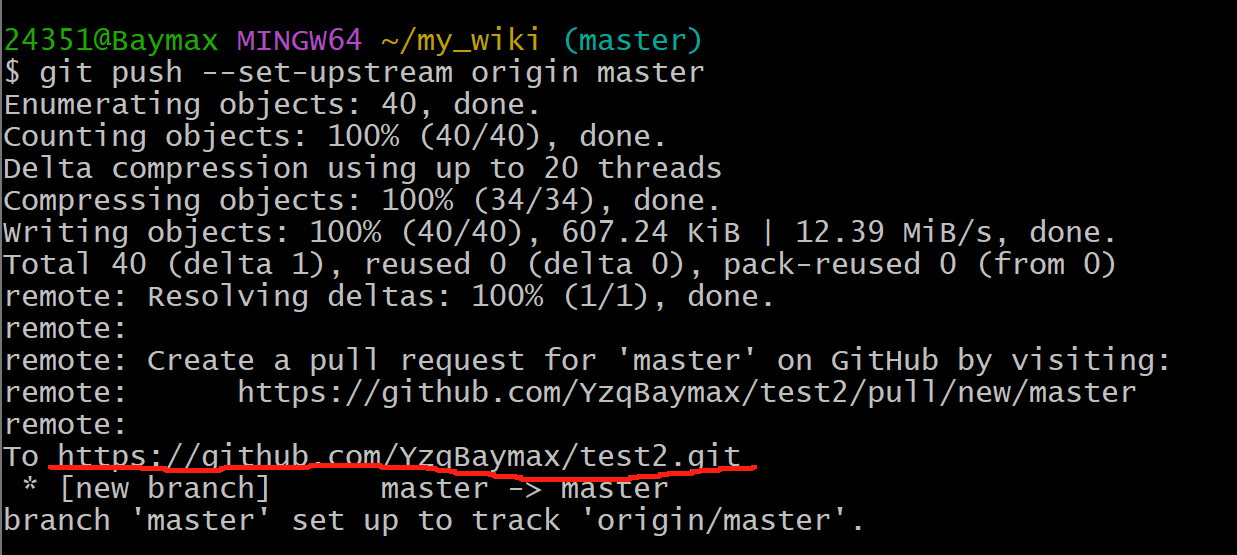 24351@Baymax MINGW64 ~/my_wiki (master)
$ git push --set-upstream origin master
Enumerating objects: 40, done.
Counting objects: 100% (40/40), done.
Delta compression using up to 20 threads
Compressing objects: 100% (34/34), done.
Writing objects: 100% (40/40), 607.24 KiB | 12.39 MiB/s, done.
Total 40 (delta 1), reused 0 (delta 0), pack-reused 0 (from 0)
remote: Resolving deltas: 100% (1/1), done.
remote:
remote: Create a pull request for 'master' on GitHub by visiting:
remote:      https://github.com/YzqBaymax/test2/pull/new/master
remote:
To https://github.com/YzqBaymax/test2.git
 * [new branch]      master -> master
branch 'master' set up to track 'origin/master'.